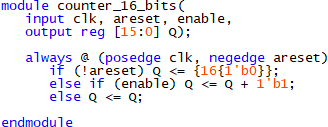 module counter_16_bits(
    input clk, areset, enable,
    output reg [15:0] Q);

    always @ (posedge clk, negedge areset)
        if (!areset) Q <= {16{1'b0}};
        else if (enable) Q <= Q + 1'b1;
        else Q <= Q;

endmodule